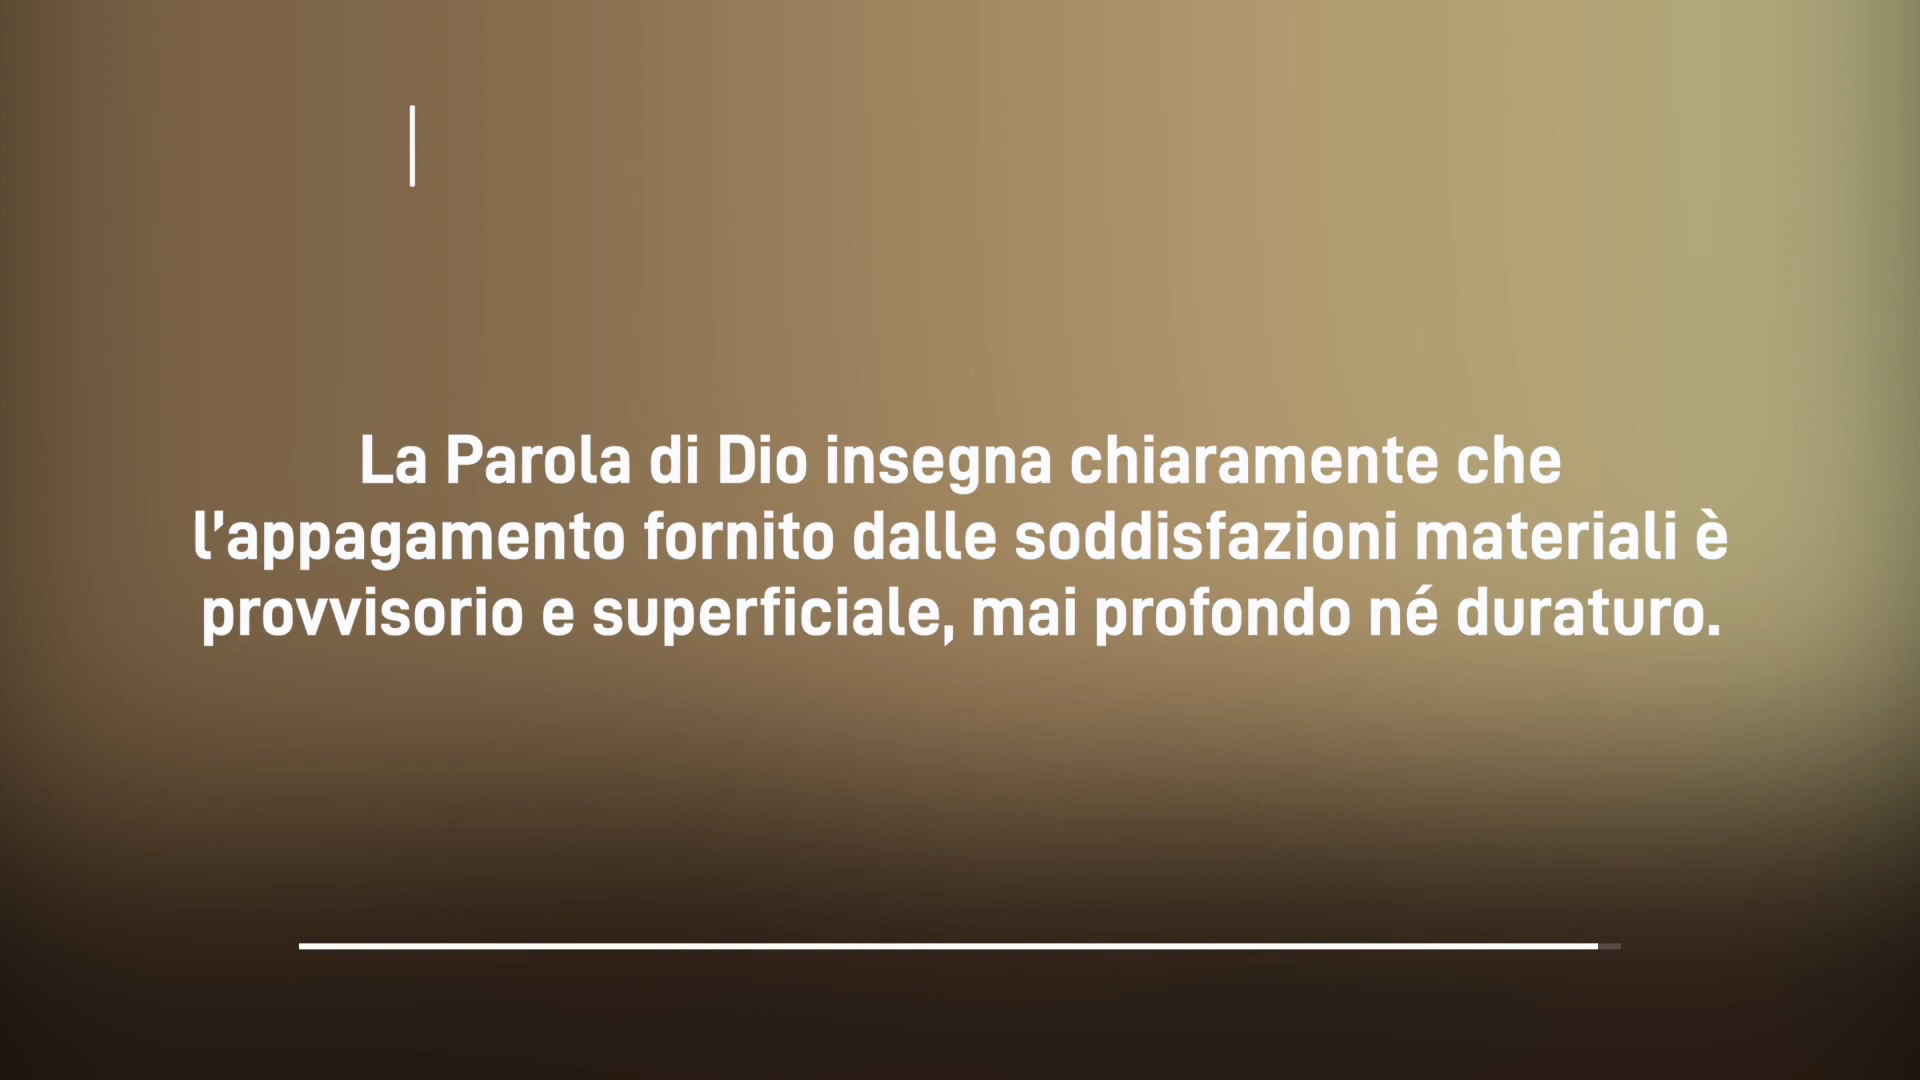 La Parola di Dio insegna chiaramente che
l’appagamento fornito dalle soddisfazioni materiali è
provvisorio e superficiale, mai profondo né duraturo.